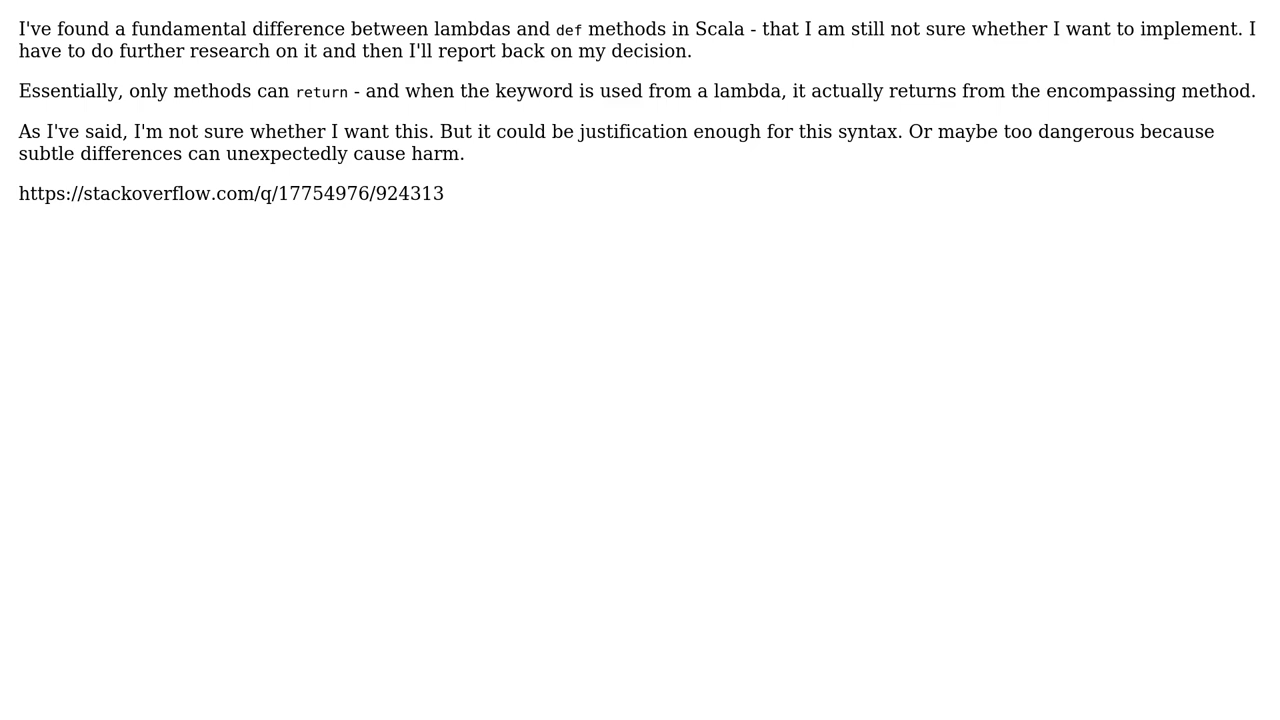 I've found a fundamental difference between lambdas and def methods in Scala - that I am still not sure whether I want to implement. I
have to do further research on it and then I'll report back on my decision.
Essentially, only methods can return - and when the keyword is used from a lambda, it actually returns from the encompassing method.
As I've said, I'm not sure whether I want this. But it could be justification enough for this syntax. Or maybe too dangerous because
subtle differences can unexpectedly cause harm.
https://stackoverflow.com/q/17754976/924313